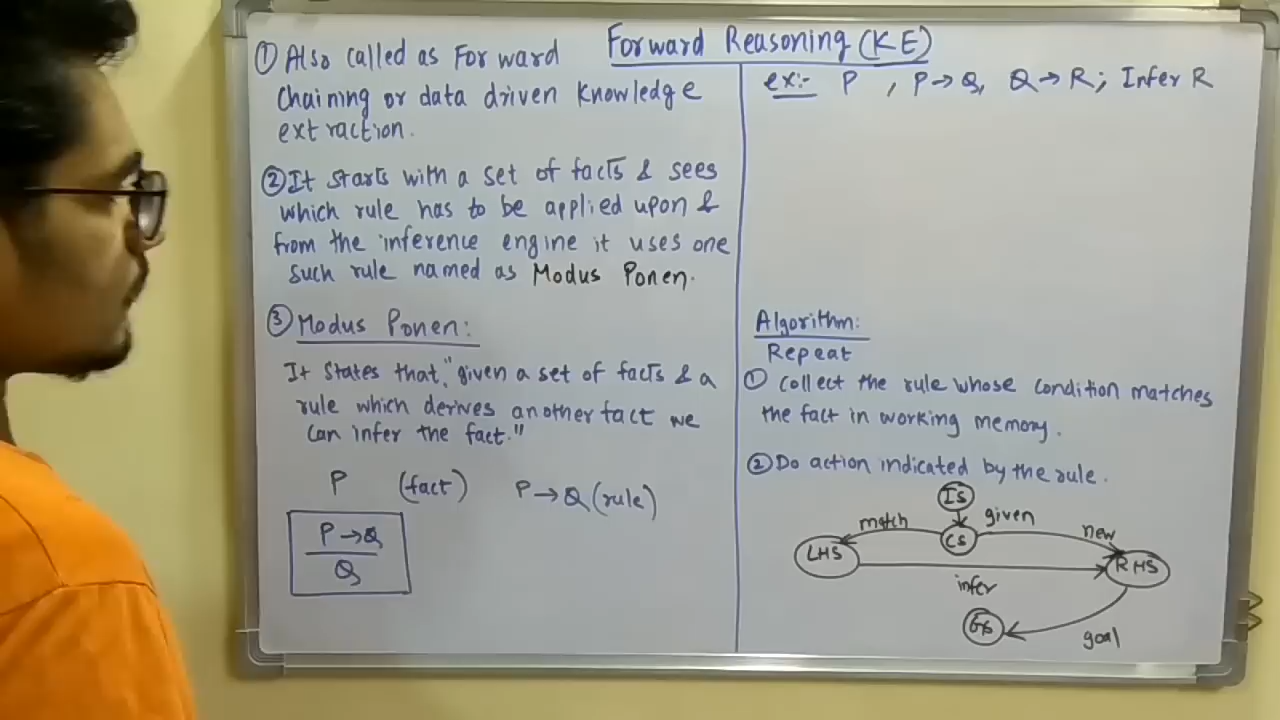 Forward Reasoning (KE)
① Also called as Forward
Chaining or data driven knowledge
extraction.
② It starts with a set of facts & sees
which rule has to be applied upon &
from the inference engine it uses one
such rule named as Modus Ponen.
③ Modus Ponen:
It states that, "given a set of facts & a
rule which derives another fact we
can infer the fact."
P (fact) P→Q (rule)
P→Q
Q
ex:- P , P→Q, Q→R; Infer R
Algorithm:
Repeat
① Collect the rule whose condition matches
the fact in working memory.
② Do action indicated by the rule.
IS
match given new
CS
LHS RHS
infer
GS
goal